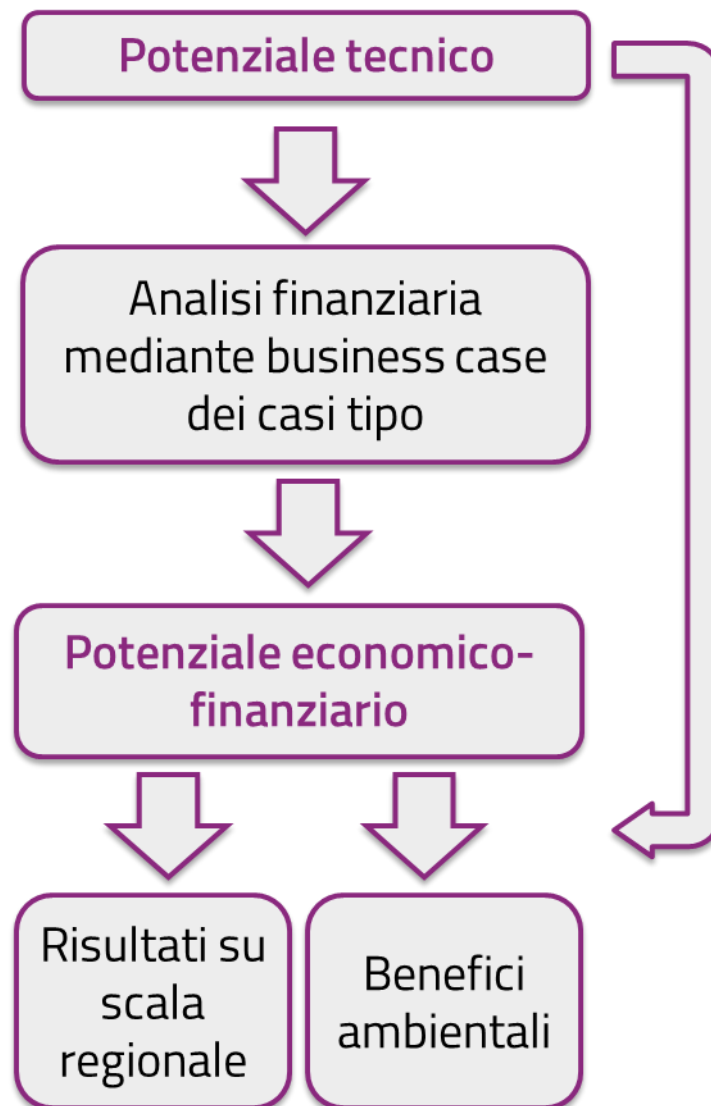 Potenziale tecnico
Analisi finanziaria
mediante business case
dei casi tipo
Potenziale economico-
finanziario
Risultati su
scala
regionale
Benefici
ambientali